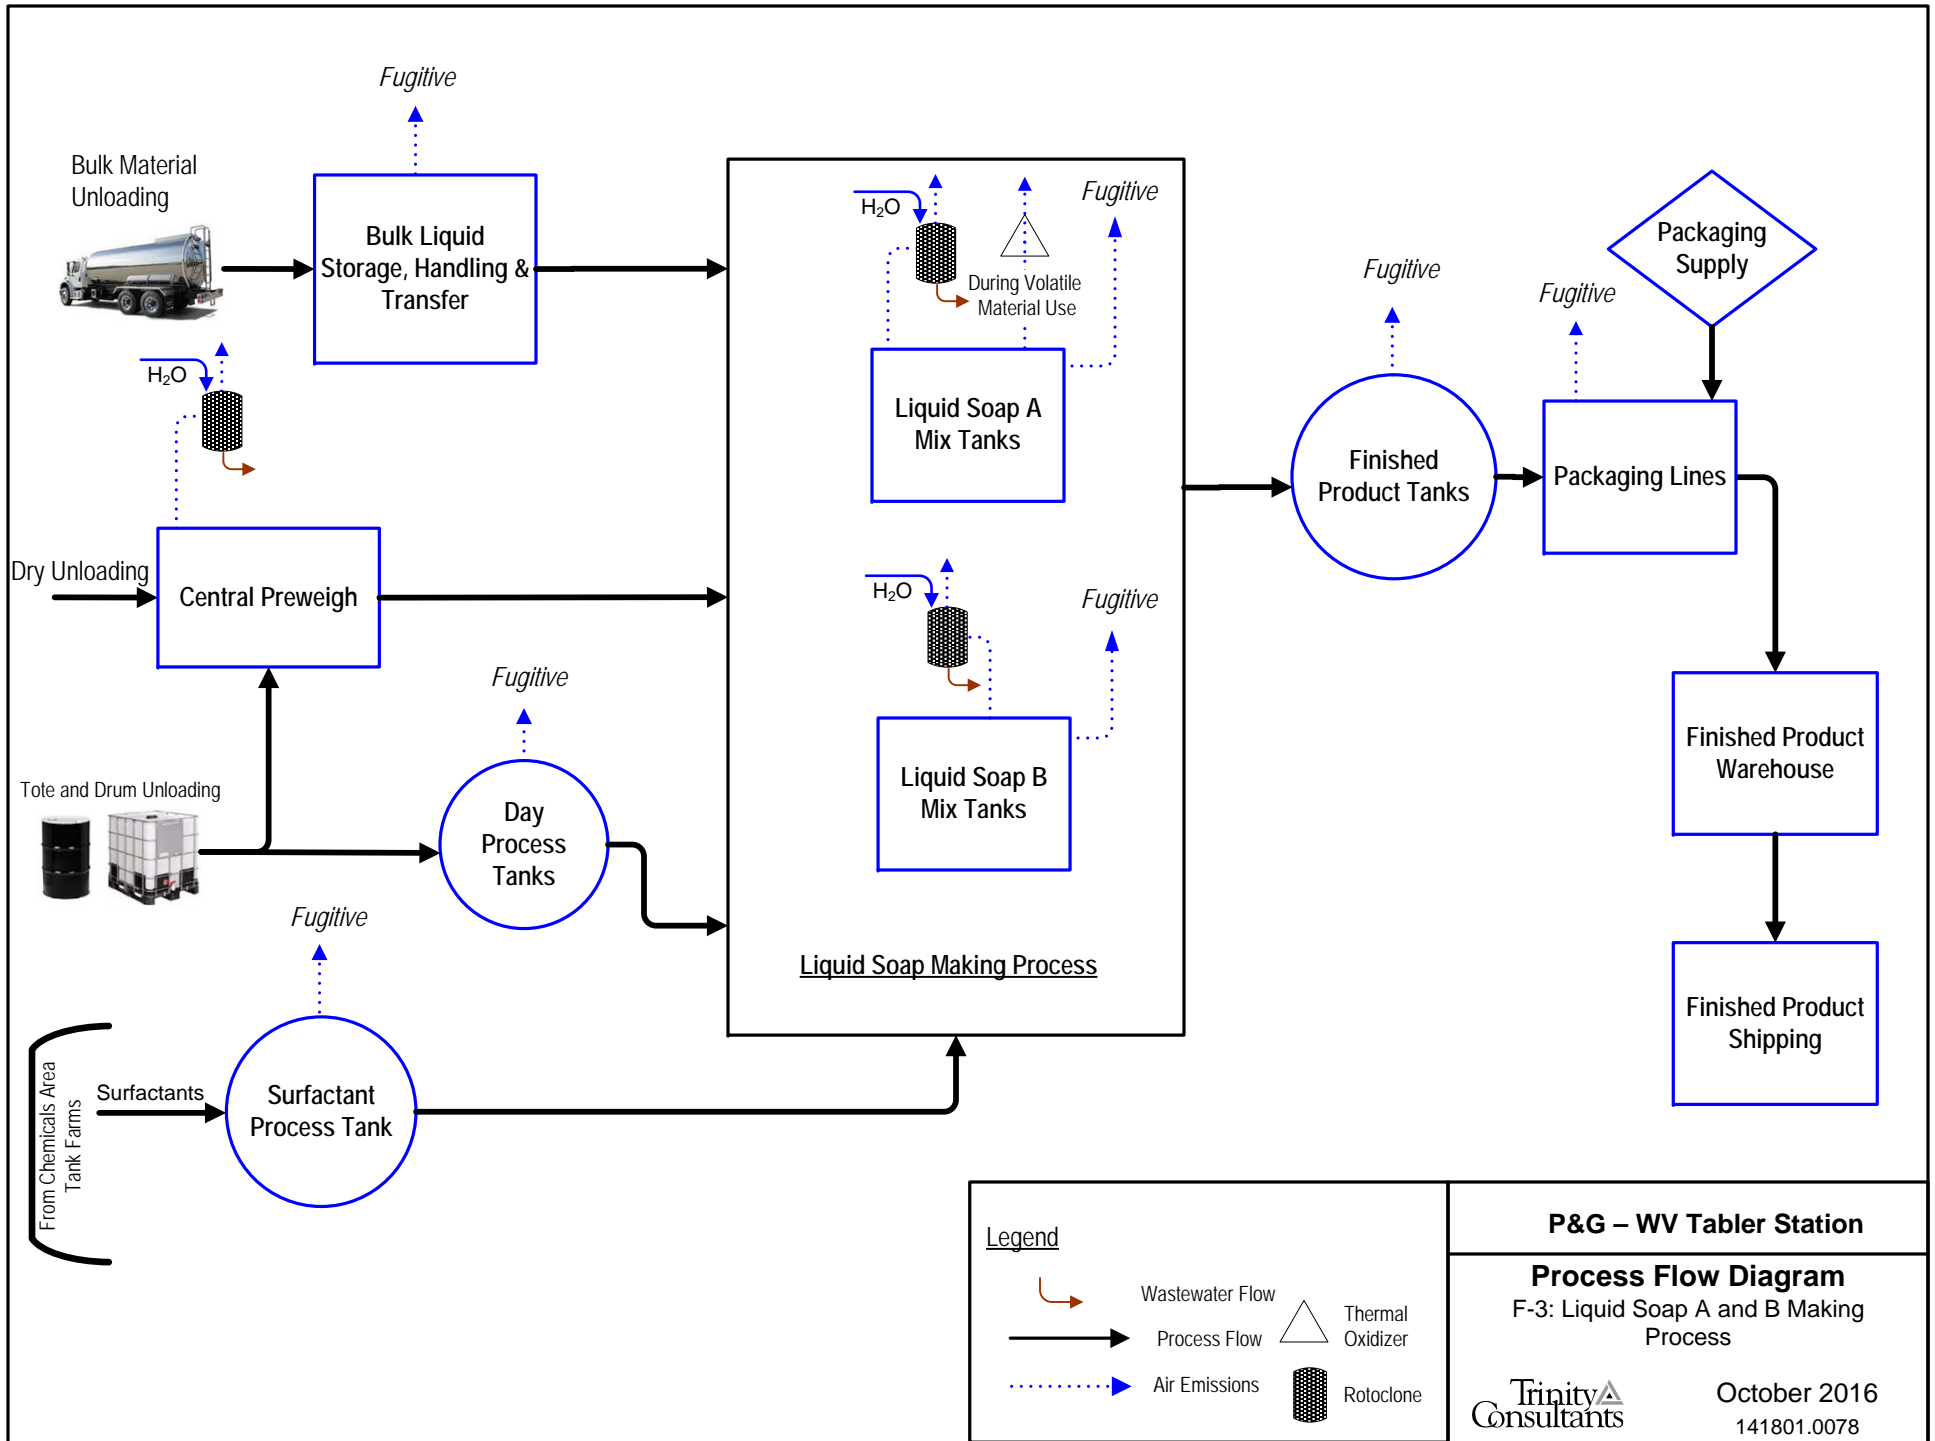 Fugitive
Bulk Material
Unloading
Bulk Liquid
Storage, Handling &
Transfer
H₂O
Dry Unloading
Central Preweigh
Tote and Drum Unloading
Fugitive
Day
Process
Tanks
Fugitive
From Chemicals Area
Tank Farms
Surfactants
Surfactant
Process Tank
H₂O
Fugitive
During Volatile
Material Use
Liquid Soap A
Mix Tanks
H₂O
Fugitive
Liquid Soap B
Mix Tanks
Liquid Soap Making Process
Fugitive
Finished
Product Tanks
Fugitive
Packaging
Supply
Packaging Lines
Finished Product
Warehouse
Finished Product
Shipping
Legend
Wastewater Flow
Process Flow
Air Emissions
Thermal
Oxidizer
Rotoclone
P&G – WV Tabler Station
Process Flow Diagram
F-3: Liquid Soap A and B Making
Process
Trinity
Consultants
October 2016
141801.0078